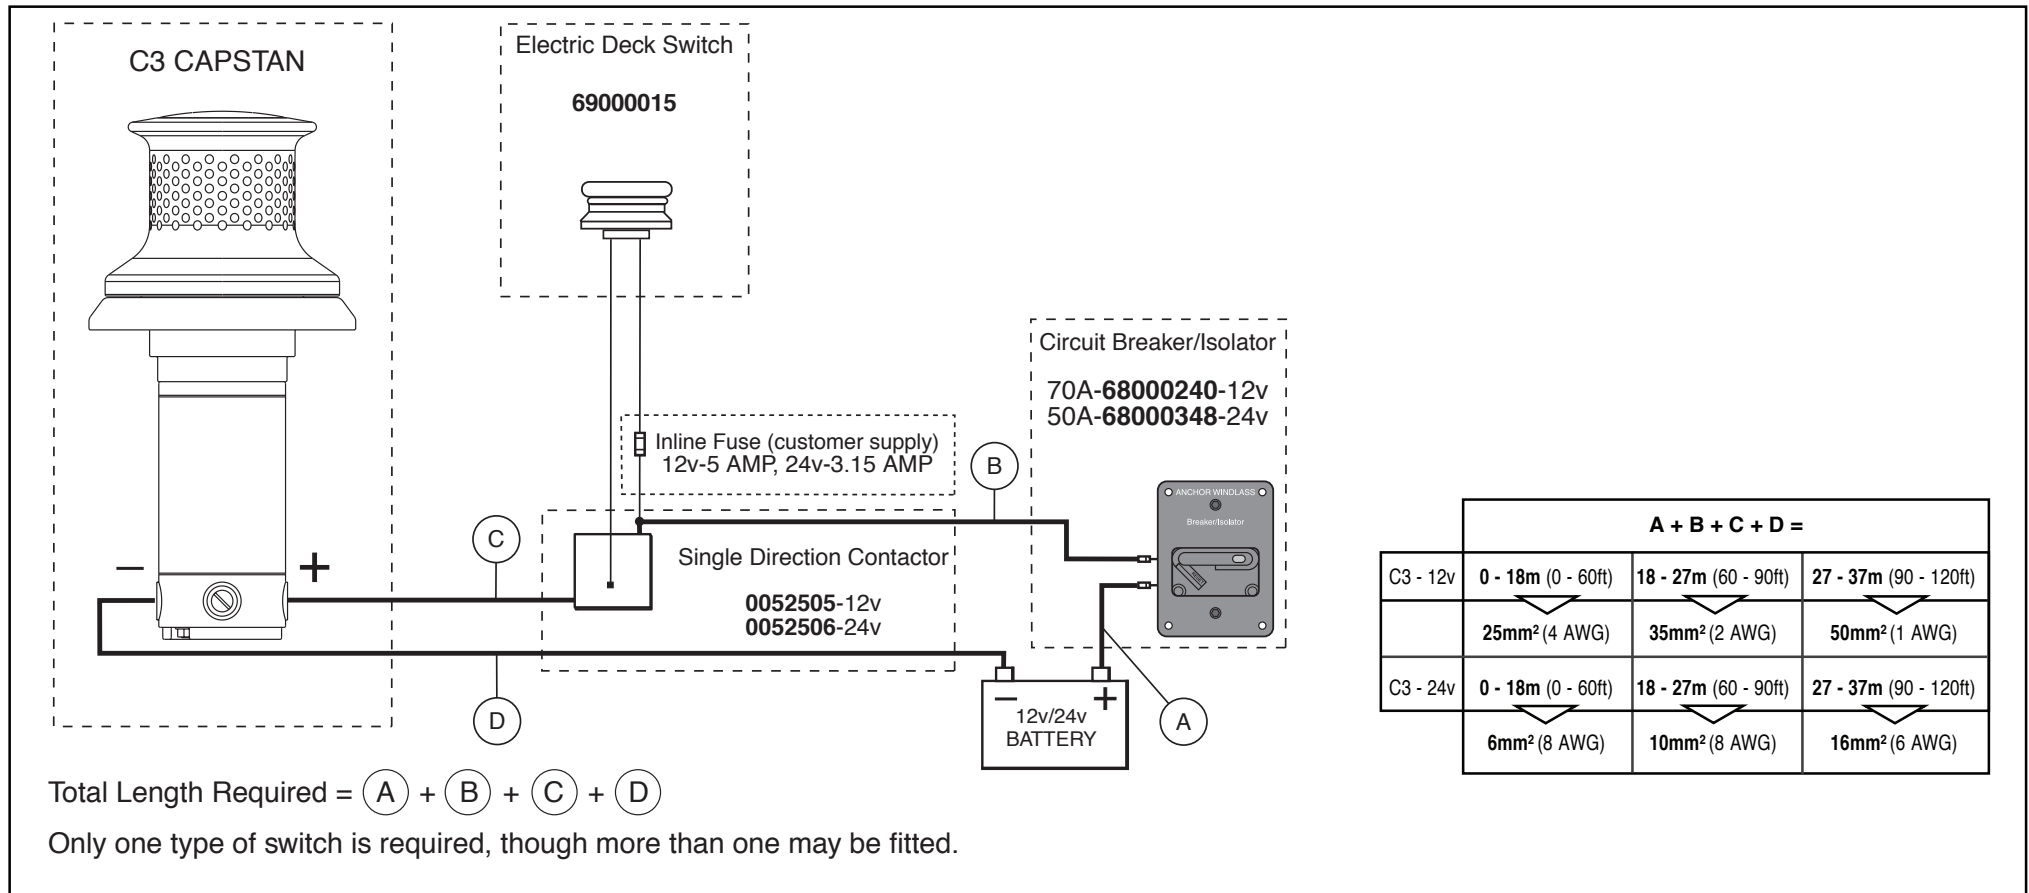 C3 CAPSTAN
Electric Deck Switch
69000015
Circuit Breaker/Isolator
70A-68000240-12v
50A-68000348-24v
Inline Fuse (customer supply)
12v-5 AMP, 24v-3.15 AMP
B
ANCHOR WINDLASS
Breaker/Isolator
RESET
C
Single Direction Contactor
0052505-12v
0052506-24v
– +
D
– +
12v/24v
BATTERY
A
A + B + C + D =
C3 - 12v 0 - 18m (0 - 60ft) 18 - 27m (60 - 90ft) 27 - 37m (90 - 120ft)
25mm² (4 AWG) 35mm² (2 AWG) 50mm² (1 AWG)
C3 - 24v 0 - 18m (0 - 60ft) 18 - 27m (60 - 90ft) 27 - 37m (90 - 120ft)
6mm² (8 AWG) 10mm² (8 AWG) 16mm² (6 AWG)
Total Length Required = A + B + C + D
Only one type of switch is required, though more than one may be fitted.